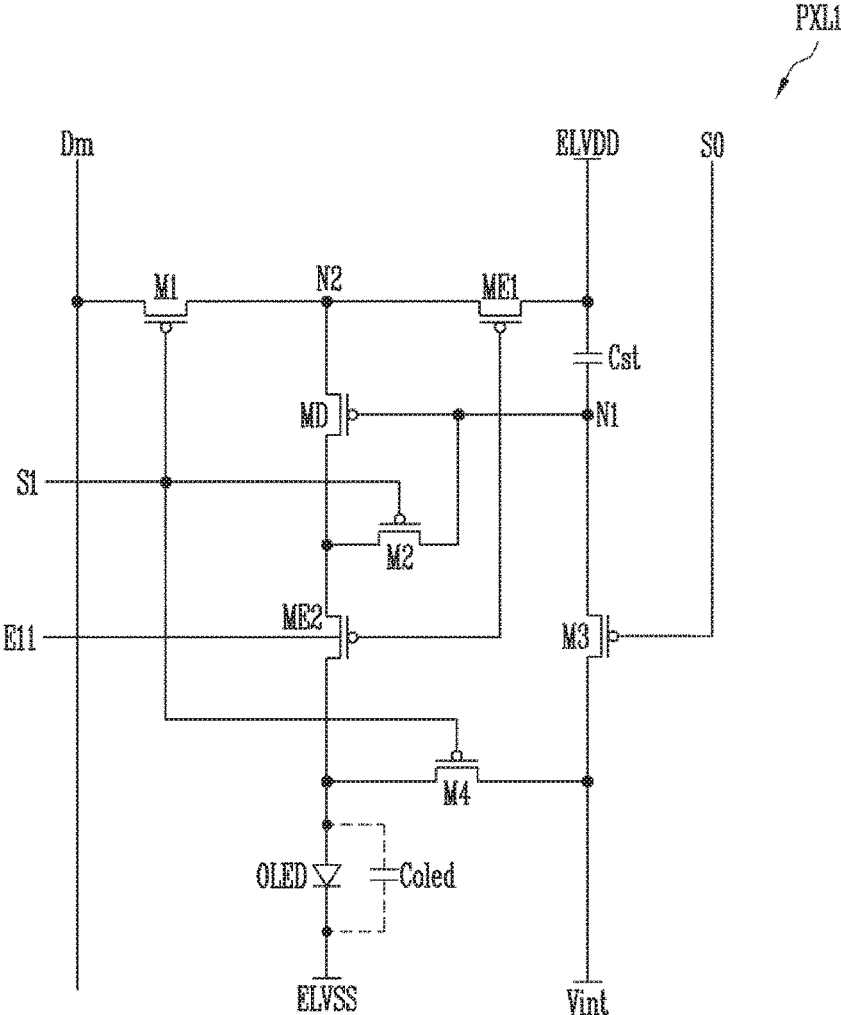 PXL1
Dm
ELVDD
S0
M1
N2
ME1
Cst
MD
N1
S1
M2
ME2
E11
M3
M4
OLED
Coled
ELVSS
Vint